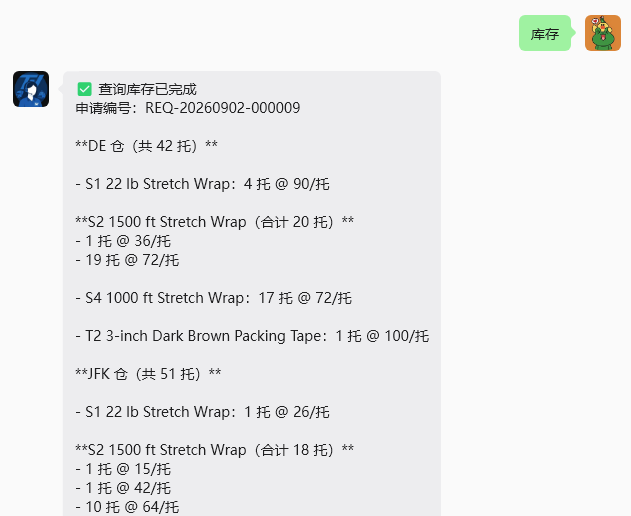 库存
✅ 查询库存已完成
申请编号：REQ-20260902-000009
**DE 仓（共 42 托）**
- S1 22 lb Stretch Wrap：4 托 @ 90/托
**S2 1500 ft Stretch Wrap（合计 20 托）**
- 1 托 @ 36/托
- 19 托 @ 72/托
- S4 1000 ft Stretch Wrap：17 托 @ 72/托
- T2 3-inch Dark Brown Packing Tape：1 托 @ 100/托
**JFK 仓（共 51 托）**
- S1 22 lb Stretch Wrap：1 托 @ 26/托
**S2 1500 ft Stretch Wrap（合计 18 托）**
- 1 托 @ 15/托
- 1 托 @ 42/托
- 10 托 @ 64/托